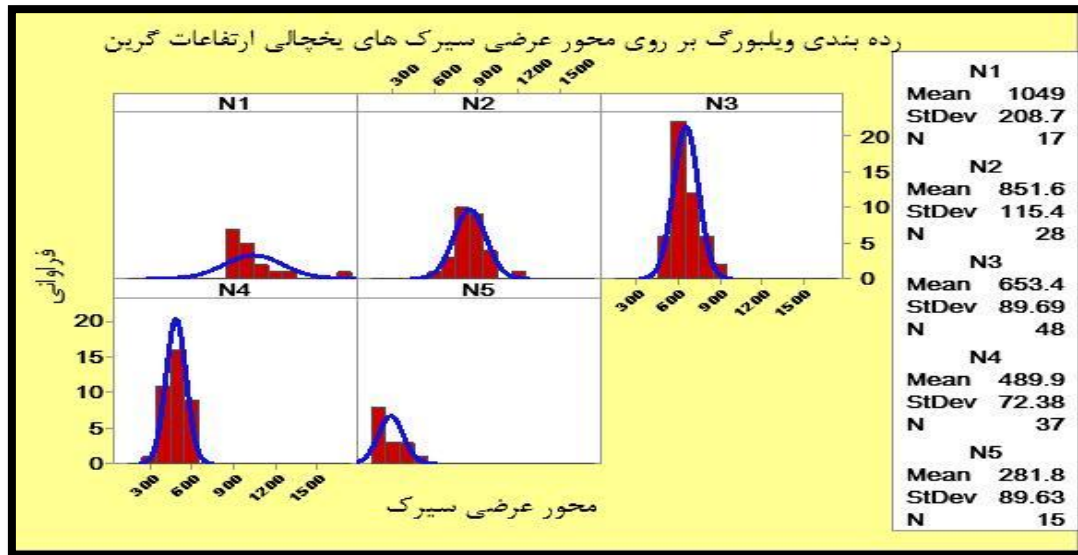 رده بندی ویلبورگ بر روی محور عرضی سیرک های یخچالی ارتفاعات گرین
300 600 900 1200 1500
N1 N2 N3
20
15
10
5
0
فراوانی
300 600 900 1200 1500
N4 N5
20
15
10
5
0
300 600 900 1200 1500
محور عرضی سیرک
N1
Mean 1049
StDev 208.7
N 17
N2
Mean 851.6
StDev 115.4
N 28
N3
Mean 653.4
StDev 89.69
N 48
N4
Mean 489.9
StDev 72.38
N 37
N5
Mean 281.8
StDev 89.63
N 15